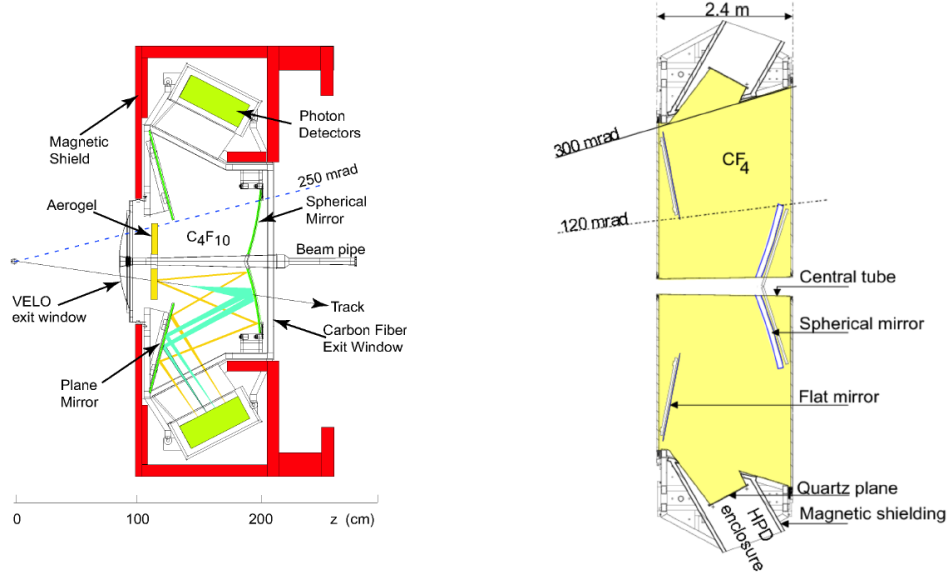 Magnetic
Shield
Photon
Detectors
250 mrad
Aerogel
C4F10
Spherical
Mirror
Beam pipe
VELO
exit window
Track
Carbon Fiber
Exit Window
Plane
Mirror
0
100
200
z (cm)
2.4 m
300 mrad
CF4
120 mrad
Central tube
Spherical mirror
Flat mirror
Quartz plane
Magnetic shielding
HPD
enclosure